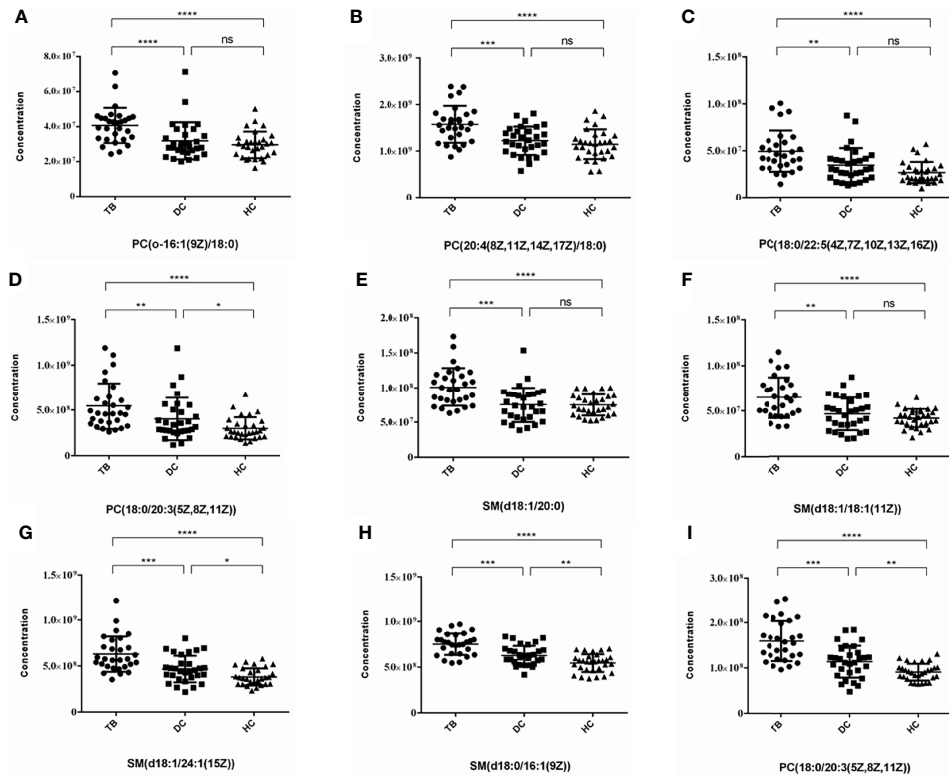 A
****
****
ns
8.0×10⁷
6.0×10⁷
4.0×10⁷
2.0×10⁷
0
Concentration
TB
DC
HC
PC(o-16:1(9Z)/18:0)
B
****
***
ns
3.0×10⁹
2.0×10⁹
1.0×10⁹
0
Concentration
TB
DC
HC
PC(20:4(8Z,11Z,14Z,17Z)/18:0)
C
****
**
ns
1.5×10⁸
1.0×10⁸
5.0×10⁷
0
Concentration
TB
DC
HC
PC(18:0/22:5(4Z,7Z,10Z,13Z,16Z))
D
****
**
*
1.5×10⁹
1.0×10⁹
5.0×10⁸
0
Concentration
TB
DC
HC
PC(18:0/20:3(5Z,8Z,11Z))
E
****
***
ns
2.0×10⁸
1.5×10⁸
1.0×10⁸
5.0×10⁷
0
Concentration
TB
DC
HC
SM(d18:1/20:0)
F
****
**
ns
1.5×10⁸
1.0×10⁸
5.0×10⁷
0
Concentration
TB
DC
HC
SM(d18:1/18:1(11Z))
G
****
***
*
1.5×10⁹
1.0×10⁹
5.0×10⁸
0
Concentration
TB
DC
HC
SM(d18:1/24:1(15Z))
H
****
***
**
1.5×10⁹
1.0×10⁹
5.0×10⁸
0
Concentration
TB
DC
HC
SM(d18:0/16:1(9Z))
I
****
***
**
3.0×10⁸
2.0×10⁸
1.0×10⁸
0
Concentration
TB
DC
HC
PC(18:0/20:3(5Z,8Z,11Z)